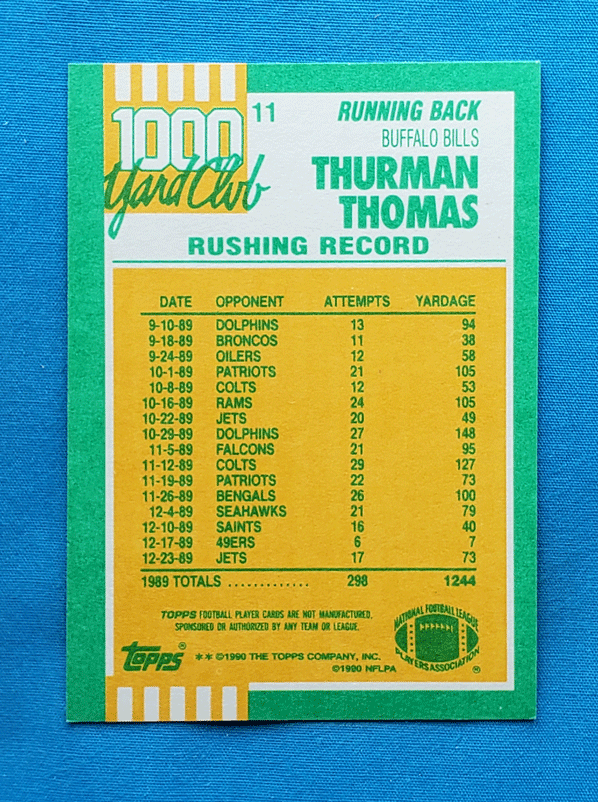 1000 11 RUNNING BACK
Yard Club BUFFALO BILLS
THURMAN
THOMAS
RUSHING RECORD
DATE OPPONENT ATTEMPTS YARDAGE
9-10-89 DOLPHINS 13 94
9-18-89 BRONCOS 11 38
9-24-89 OILERS 12 58
10-1-89 PATRIOTS 21 105
10-8-89 COLTS 12 53
10-16-89 RAMS 24 105
10-22-89 JETS 20 49
10-29-89 DOLPHINS 27 148
11-5-89 FALCONS 21 95
11-12-89 COLTS 29 127
11-19-89 PATRIOTS 22 73
11-26-89 BENGALS 26 100
12-4-89 SEAHAWKS 21 79
12-10-89 SAINTS 16 40
12-17-89 49ERS 6 7
12-23-89 JETS 17 73
1989 TOTALS ............. 298 1244
TOPPS FOOTBALL PLAYER CARDS ARE NOT MANUFACTURED,
SPONSORED OR AUTHORIZED BY ANY TEAM OR LEAGUE.
NATIONAL FOOTBALL LEAGUE
PLAYERS ASSOCIATION ®
TOPPS® **©1990 THE TOPPS COMPANY, INC.
©1990 NFLPA